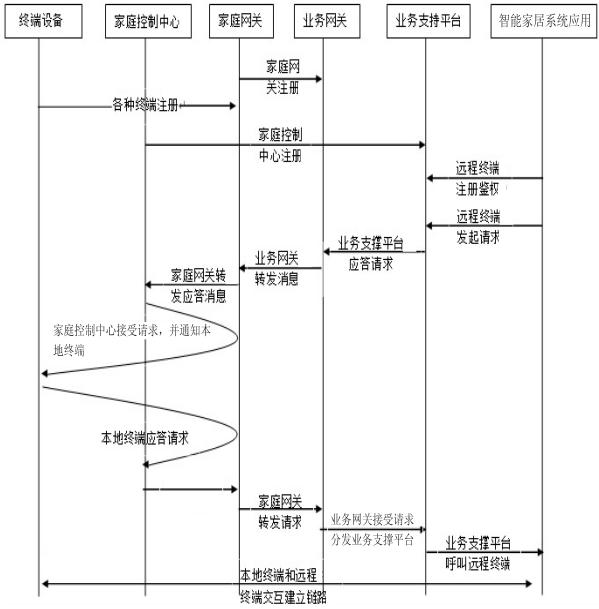 终端设备
家庭控制中心
家庭网关
业务网关
业务支持平台
智能家居系统应用
家庭网
关注册
各种终端注册
家庭控制
中心注册
远程终端
注册鉴权
远程终端
发起请求
业务支撑平台
应答请求
业务网关
转发消息
家庭网关转
发应答消息
家庭控制中心接受请求，并通知本
地终端
本地终端应答请求
家庭网关
转发请求
业务网关接受请求
分发业务支撑平台
业务支撑平台
呼叫远程终端
本地终端和远程
终端交互建立链路